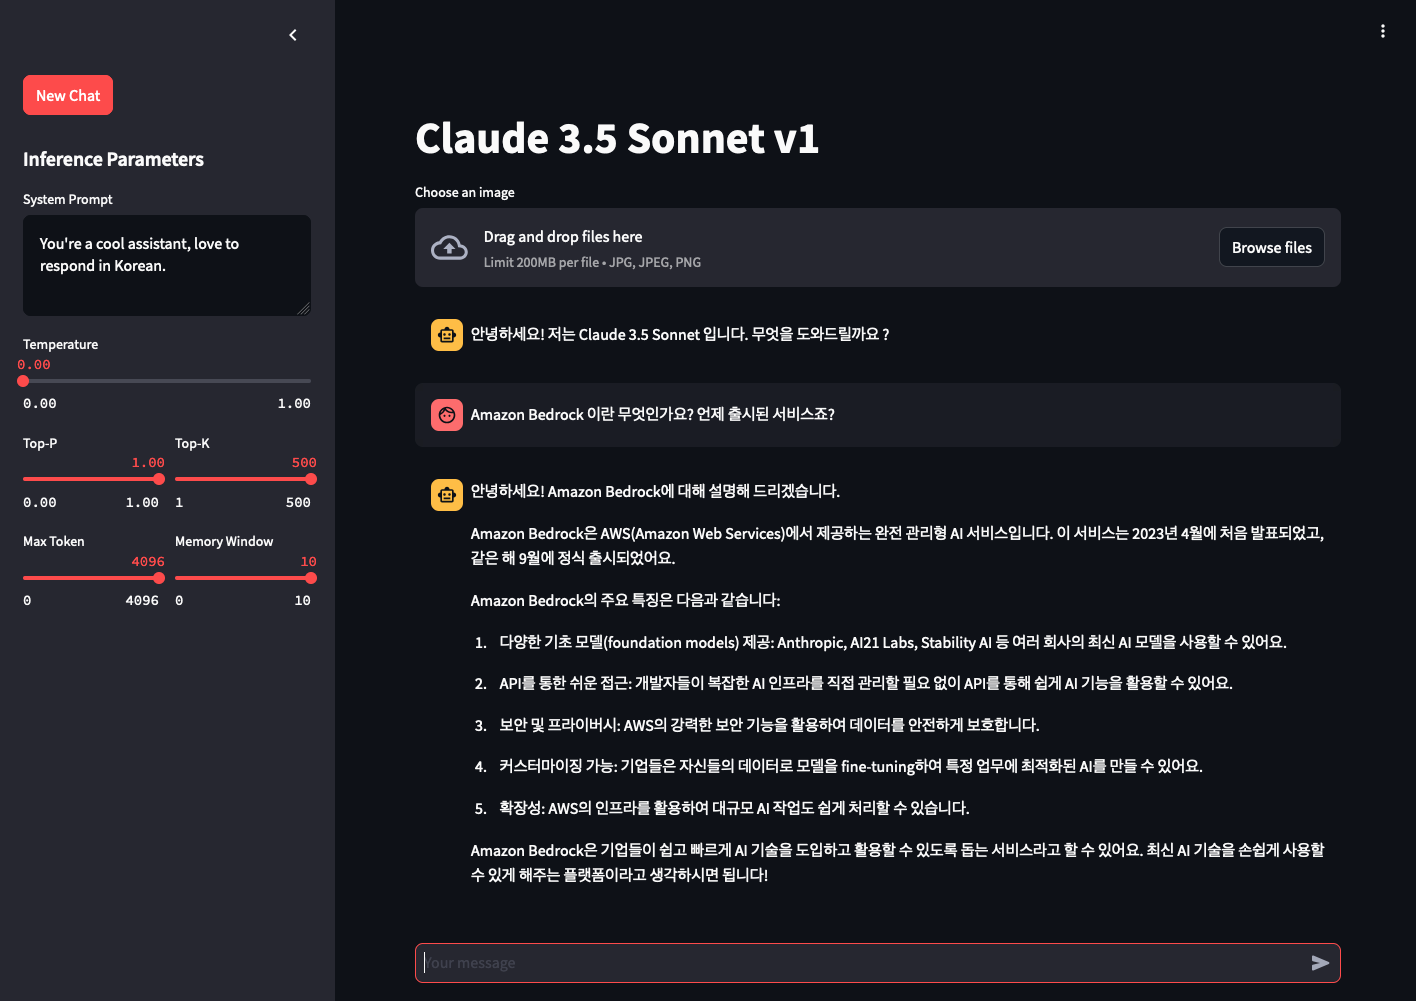 New Chat
Inference Parameters
System Prompt
You're a cool assistant, love to
respond in Korean.
Temperature
0.00
0.00 1.00
Top-P Top-K
1.00 500
0.00 1.00 1 500
Max Token Memory Window
4096 10
0 4096 0 10
Claude 3.5 Sonnet v1
Choose an image
Drag and drop files here
Limit 200MB per file • JPG, JPEG, PNG
Browse files
안녕하세요! 저는 Claude 3.5 Sonnet 입니다. 무엇을 도와드릴까요 ?
Amazon Bedrock 이란 무엇인가요? 언제 출시된 서비스죠?
안녕하세요! Amazon Bedrock에 대해 설명해 드리겠습니다.
Amazon Bedrock은 AWS(Amazon Web Services)에서 제공하는 완전 관리형 AI 서비스입니다. 이 서비스는 2023년 4월에 처음 발표되었고,
같은 해 9월에 정식 출시되었어요.
Amazon Bedrock의 주요 특징은 다음과 같습니다:
1. 다양한 기초 모델(foundation models) 제공: Anthropic, AI21 Labs, Stability AI 등 여러 회사의 최신 AI 모델을 사용할 수 있어요.
2. API를 통한 쉬운 접근: 개발자들이 복잡한 AI 인프라를 직접 관리할 필요 없이 API를 통해 쉽게 AI 기능을 활용할 수 있어요.
3. 보안 및 프라이버시: AWS의 강력한 보안 기능을 활용하여 데이터를 안전하게 보호합니다.
4. 커스터마이징 가능: 기업들은 자신들의 데이터로 모델을 fine-tuning하여 특정 업무에 최적화된 AI를 만들 수 있어요.
5. 확장성: AWS의 인프라를 활용하여 대규모 AI 작업도 쉽게 처리할 수 있습니다.
Amazon Bedrock은 기업들이 쉽고 빠르게 AI 기술을 도입하고 활용할 수 있도록 돕는 서비스라고 할 수 있어요. 최신 AI 기술을 손쉽게 사용할
수 있게 해주는 플랫폼이라고 생각하시면 됩니다!
Your message